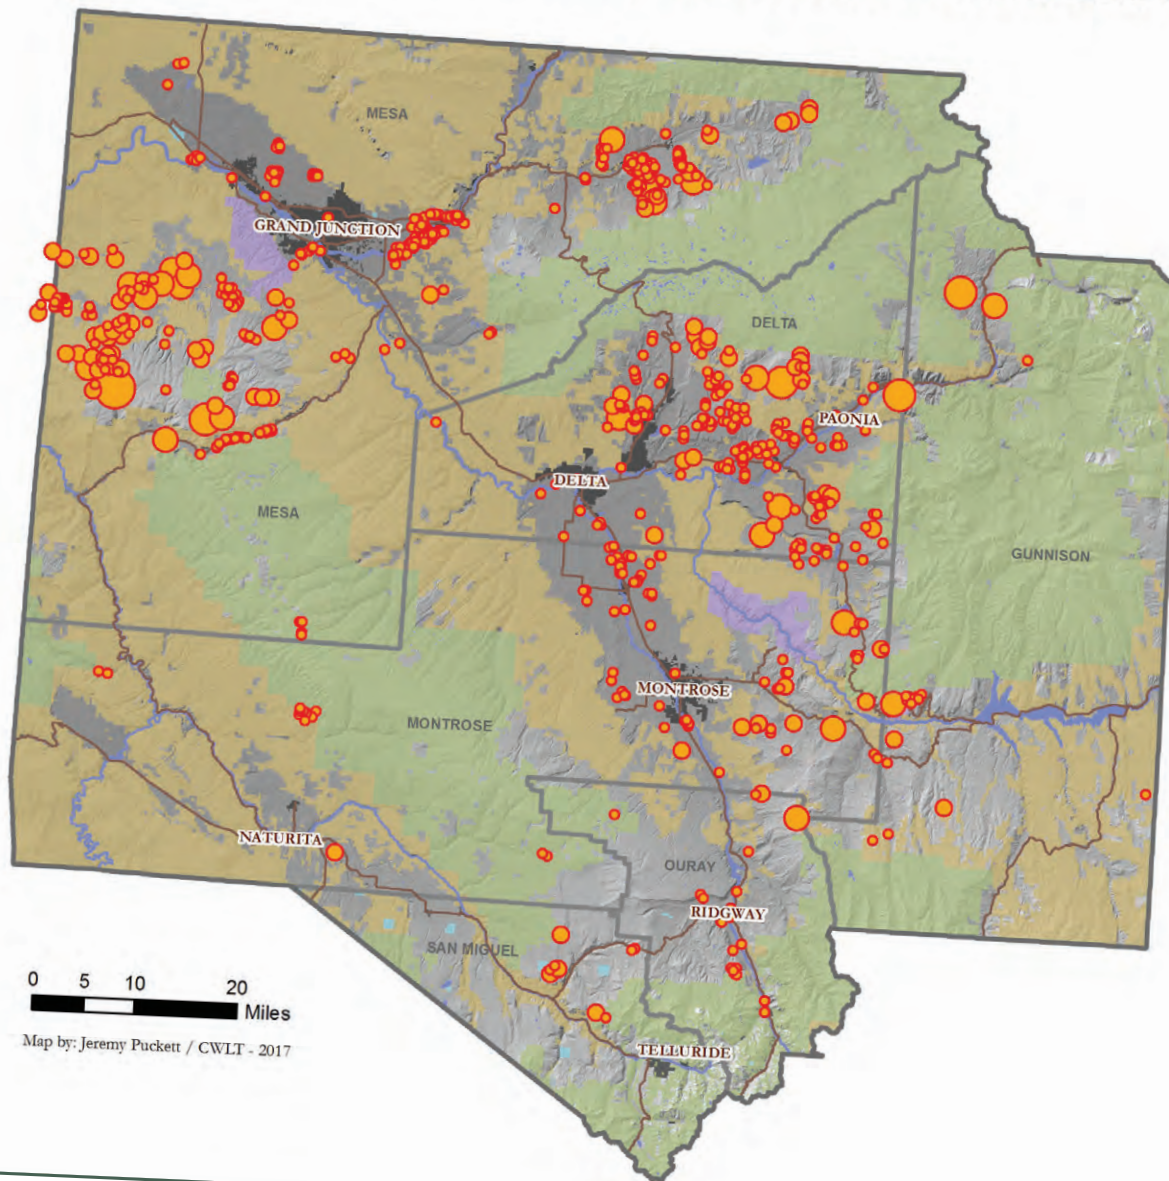 MESA
GRAND JUNCTION
DELTA
PAONIA
DELTA
MESA
GUNNISON
MONTROSE
MONTROSE
NATURITA
OURAY
RIDGWAY
SAN MIGUEL
TELLURIDE
0 5 10 20
Miles
Map by: Jeremy Puckett / CWLT - 2017